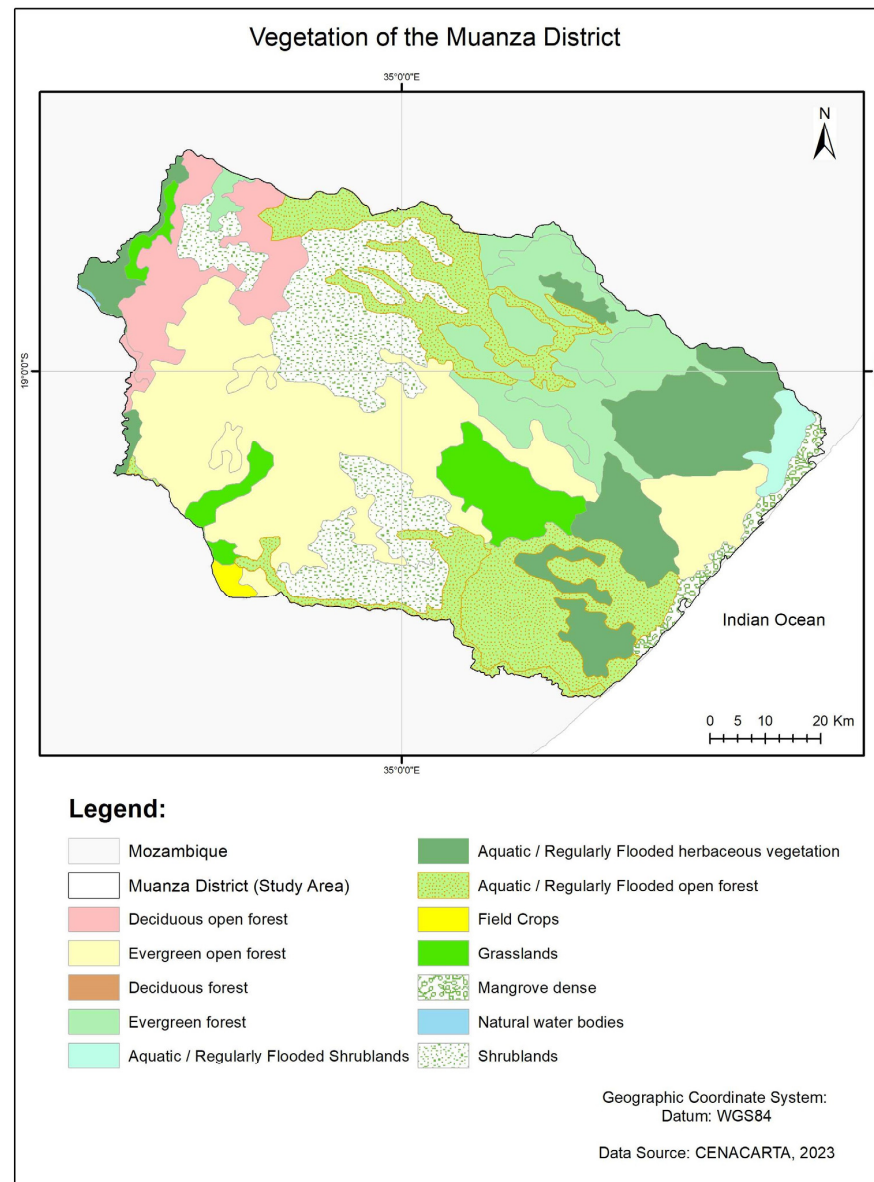 Vegetation of the Muanza District
35°0'0"E
N
19°0'0"S
19°0'0"S
Indian Ocean
0 5 10 20 Km
35°0'0"E
Legend:
Mozambique
Muanza District (Study Area)
Deciduous open forest
Evergreen open forest
Deciduous forest
Evergreen forest
Aquatic / Regularly Flooded Shrublands
Aquatic / Regularly Flooded herbaceous vegetation
Aquatic / Regularly Flooded open forest
Field Crops
Grasslands
Mangrove dense
Natural water bodies
Shrublands
Geographic Coordinate System:
Datum: WGS84
Data Source: CENACARTA, 2023